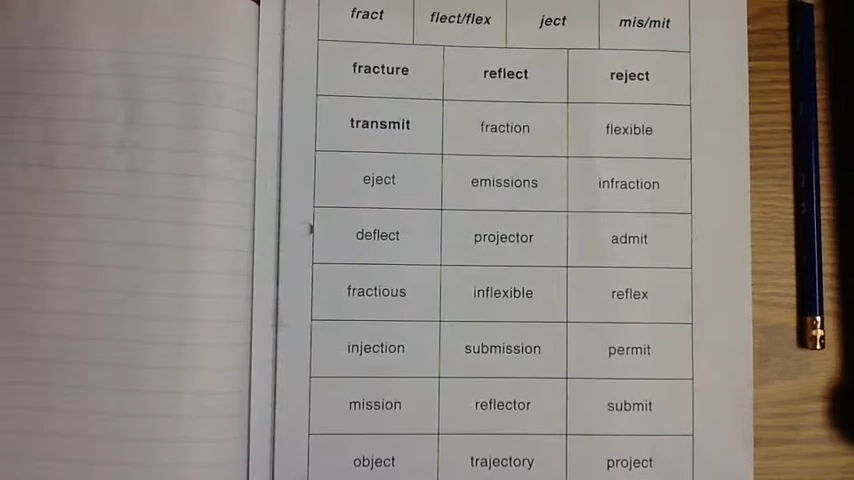 fract flect/flex ject mis/mit
fracture reflect reject
transmit fraction flexible
eject emissions infraction
deflect projector admit
fractious inflexible reflex
injection submission permit
mission reflector submit
object trajectory project